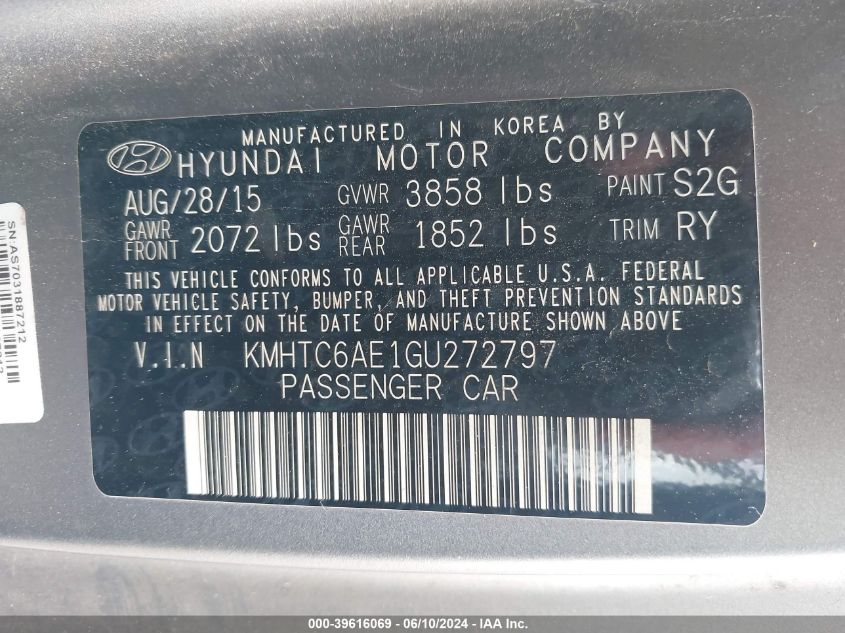 MANUFACTURED IN KOREA BY
HYUNDAI MOTOR COMPANY
AUG/28/15 GVWR 3858 lbs PAINT S2G
GAWR FRONT 2072 lbs GAWR REAR 1852 lbs TRIM RY
THIS VEHICLE CONFORMS TO ALL APPLICABLE U.S.A. FEDERAL
MOTOR VEHICLE SAFETY, BUMPER, AND THEFT PREVENTION STANDARDS
IN EFFECT ON THE DATE OF MANUFACTURE SHOWN ABOVE.
V.I.N KMHTC6AE1GU272797
PASSENGER CAR
SN:AS7031887212
000-39616069 - 06/10/2024 - IAA Inc.